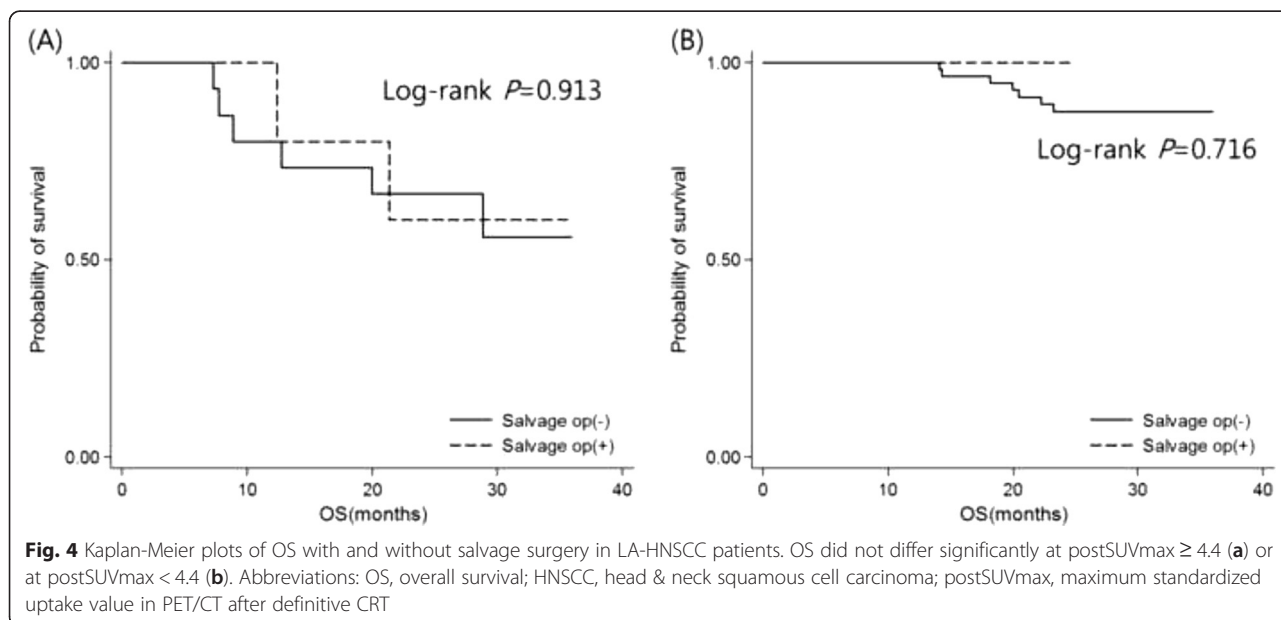 (A)
1.00
Log-rank P=0.913
Probability of survival
0.50
Salvage op(-)
Salvage op(+)
0.00
0 10 20 30 40
OS(months)
(B)
1.00
Log-rank P=0.716
Probability of survival
0.50
Salvage op(-)
Salvage op(+)
0.00
0 10 20 30 40
OS(months)
Fig. 4 Kaplan-Meier plots of OS with and without salvage surgery in LA-HNSCC patients. OS did not differ significantly at postSUVmax ≥ 4.4 (a) or
at postSUVmax < 4.4 (b). Abbreviations: OS, overall survival; HNSCC, head & neck squamous cell carcinoma; postSUVmax, maximum standardized
uptake value in PET/CT after definitive CRT